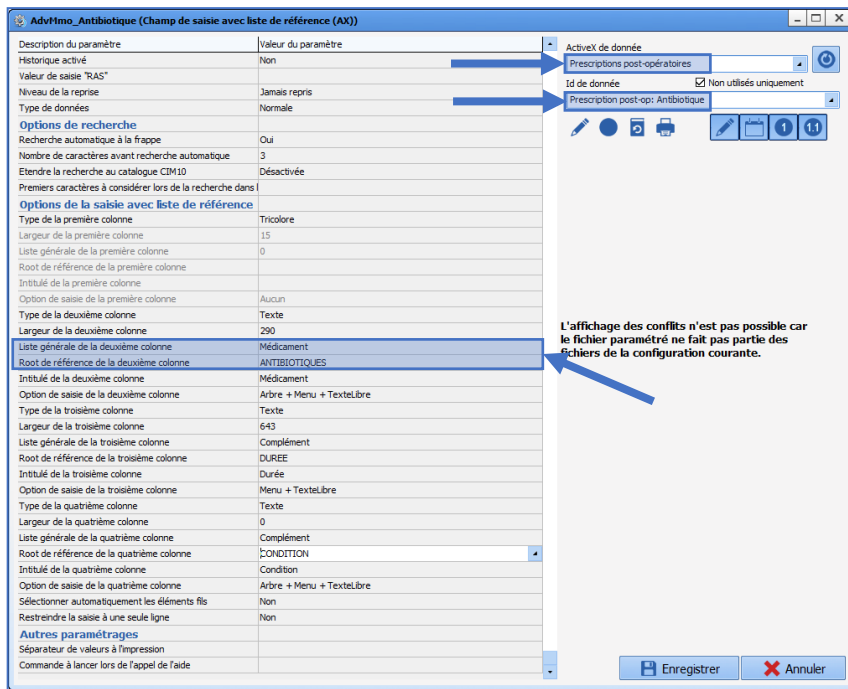 AdvMmo_Antibiotique (Champ de saisie avec liste de référence (AX))
Description du paramètre Valeur du paramètre
Historique activé Non
Valeur de saisie "RAS"
Niveau de la reprise Jamais repris
Type de données Normale
Options de recherche
Recherche automatique à la frappe Oui
Nombre de caractères avant recherche automatique 3
Etendre la recherche au catalogue CIM10 Désactivée
Premiers caractères à considérer lors de la recherche dans l
Options de la saisie avec liste de référence
Type de la première colonne Tricolore
Largeur de la première colonne 15
Liste générale de la première colonne 0
Root de référence de la première colonne
Intitulé de la première colonne
Option de saisie de la première colonne Aucun
Type de la deuxième colonne Texte
Largeur de la deuxième colonne 290
Liste générale de la deuxième colonne Médicament
Root de référence de la deuxième colonne ANTIBIOTIQUES
Intitulé de la deuxième colonne Médicament
Option de saisie de la deuxième colonne Arbre + Menu + TexteLibre
Type de la troisième colonne Texte
Largeur de la troisième colonne 643
Liste générale de la troisième colonne Complément
Root de référence de la troisième colonne DUREE
Intitulé de la troisième colonne Durée
Option de saisie de la troisième colonne Menu + TexteLibre
Type de la quatrième colonne Texte
Largeur de la quatrième colonne 0
Liste générale de la quatrième colonne Complément
Root de référence de la quatrième colonne CONDITION
Intitulé de la quatrième colonne Condition
Option de saisie de la quatrième colonne Arbre + Menu + TexteLibre
Sélectionner automatiquement les éléments fils Non
Restreindre la saisie à une seule ligne Non
Autres paramétrages
Séparateur de valeurs à l'impression
Commande à lancer lors de l'appel de l'aide
ActiveX de donnée
Prescriptions post-opératoires
Id de donnée Non utilisés uniquement
Prescription post-op: Antibiotique
1 1.1
L'affichage des conflits n'est pas possible car
le fichier paramétré ne fait pas partie des
fichiers de la configuration courante.
Enregistrer Annuler